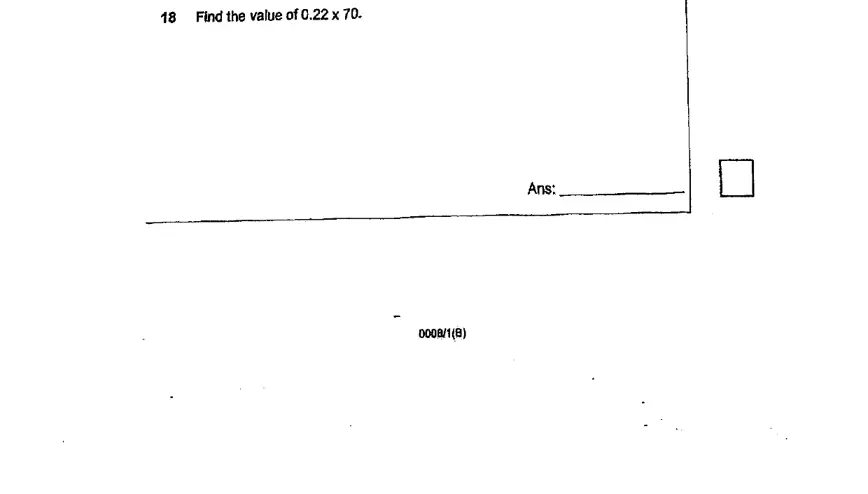 18 Find the value of 0.22 x 70.
Ans:
0008/1(B)